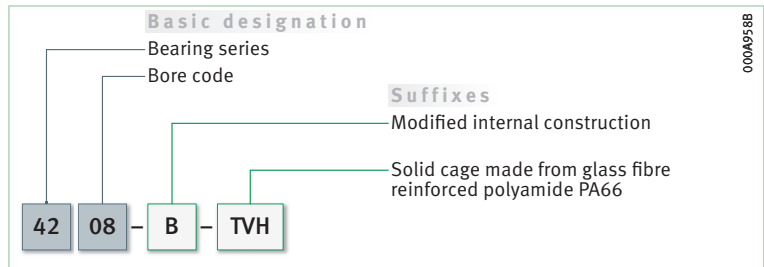 Basic designation
Bearing series
Bore code
Suffixes
Modified internal construction
Solid cage made from glass fibre
reinforced polyamide PA66
42 08 – B – TVH
000A958B